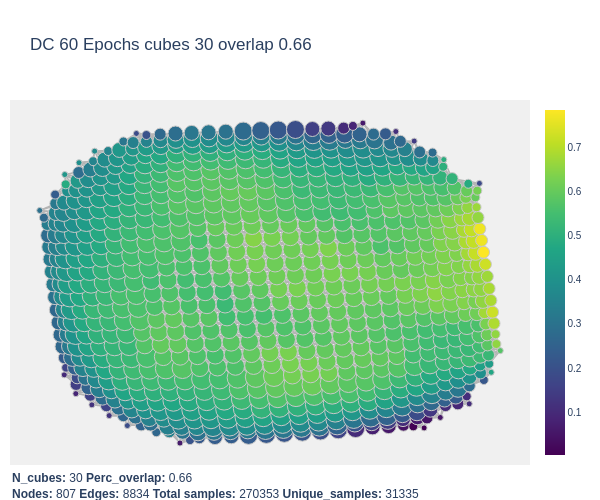 DC 60 Epochs cubes 30 overlap 0.66
0.7
0.6
0.5
0.4
0.3
0.2
0.1
N_cubes: 30 Perc_overlap: 0.66
Nodes: 807 Edges: 8834 Total samples: 270353 Unique_samples: 31335